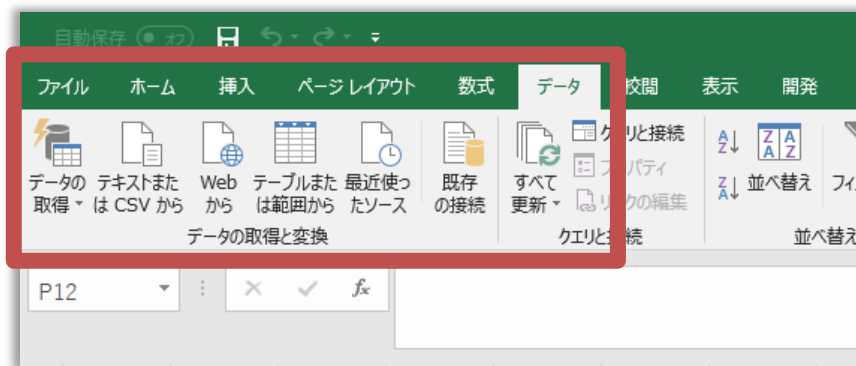 自動保存 オフ
ファイル ホーム 挿入 ページ レイアウト 数式 データ 校閲 表示 開発
データの取得 テキストまたは CSV から Web から テーブルまたは範囲から 最近使ったソース 既存の接続 すべて更新 クエリと接続 並べ替え
プロパティ
リンクの編集
データの取得と変換 クエリと接続 並べ替え
P12 fx